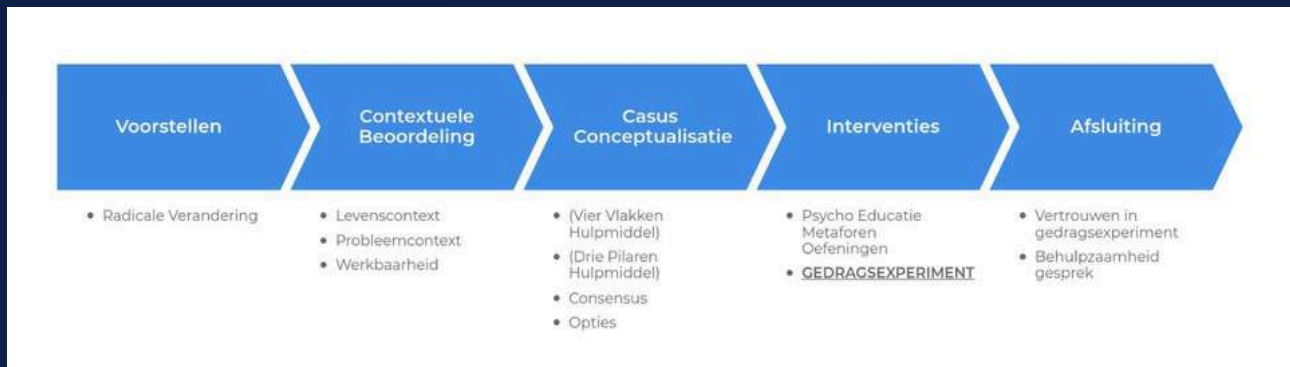 Voorstellen
Contextuele
Beoordeling
Casus
Conceptualisatie
Interventies
Afsluiting
• Radicale Verandering
• Levenscontext
• Probleemcontext
• Werkbaarheid
• (Vier Vlakken
Hulpmiddel)
• (Drie Pilaren
Hulpmiddel)
• Consensus
• Opties
• Psycho Educatie
Metaforen
Oefeningen
• GEDRAGSEXPERIMENT
• Vertrouwen in
gedragsexperiment
• Behulpzaamheid
gesprek